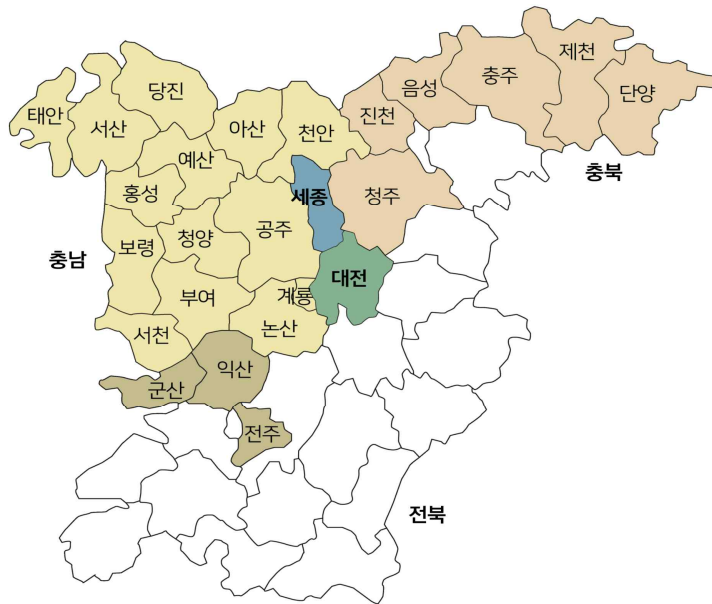 제천
당진
음성
충주
단양
태안
서산
아산
천안
진천
예산
충북
홍성
세종
청주
보령
청양
공주
충남
대전
부여
계룡
서천
논산
익산
군산
전주
전북